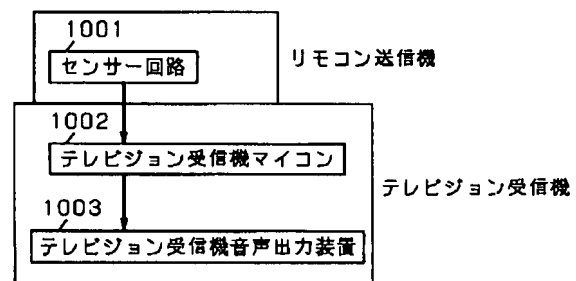 1001
センサー回路
リモコン送信機
1002
テレビジョン受信機マイコン
テレビジョン受信機
1003
テレビジョン受信機音声出力装置